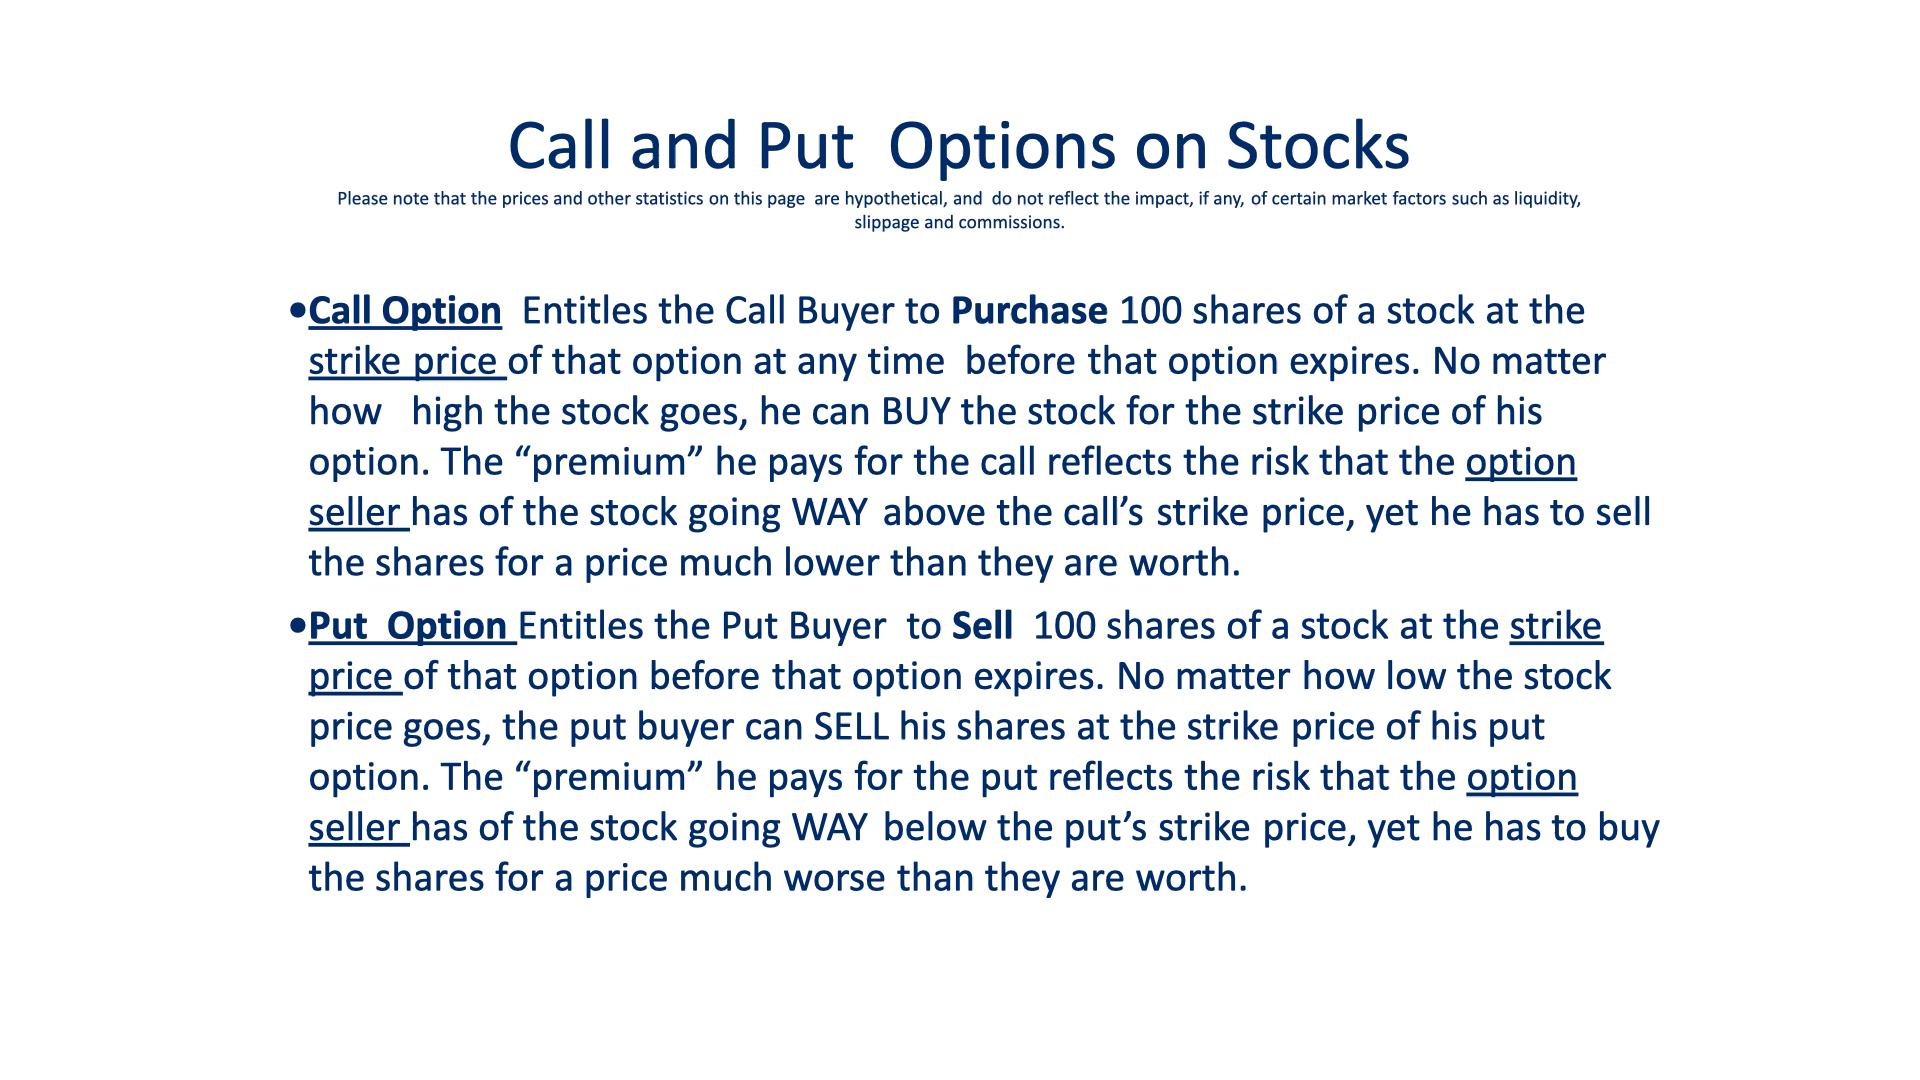 Call and Put  Options on Stocks
Please note that the prices and other statistics on this page  are hypothetical, and  do not reflect the impact, if any, of certain market factors such as liquidity,
slippage and commissions.
•Call Option  Entitles the Call Buyer to Purchase 100 shares of a stock at the
strike price of that option at any time  before that option expires. No matter
how   high the stock goes, he can BUY the stock for the strike price of his
option. The “premium” he pays for the call reflects the risk that the option
seller has of the stock going WAY above the call’s strike price, yet he has to sell
the shares for a price much lower than they are worth.
•Put  Option Entitles the Put Buyer  to Sell  100 shares of a stock at the strike
price of that option before that option expires. No matter how low the stock
price goes, the put buyer can SELL his shares at the strike price of his put
option. The “premium” he pays for the put reflects the risk that the option
seller has of the stock going WAY below the put’s strike price, yet he has to buy
the shares for a price much worse than they are worth.